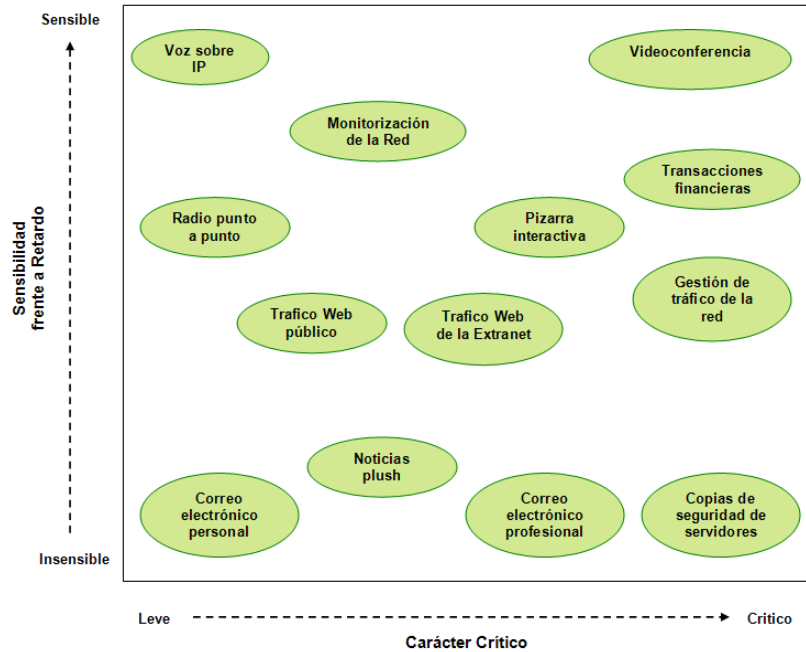 Sensible
Voz sobre
IP
Videoconferencia
Monitorización
de la Red
Transacciones
financieras
Radio punto
a punto
Pizarra
interactiva
Sensibilidad
frente a Retardo
Gestión de
tráfico de la
red
Trafico Web
público
Trafico Web
de la Extranet
Noticias
plush
Correo
electrónico
personal
Correo
electrónico
profesional
Copias de
seguridad de
servidores
Insensible
Leve
Critico
Carácter Crítico